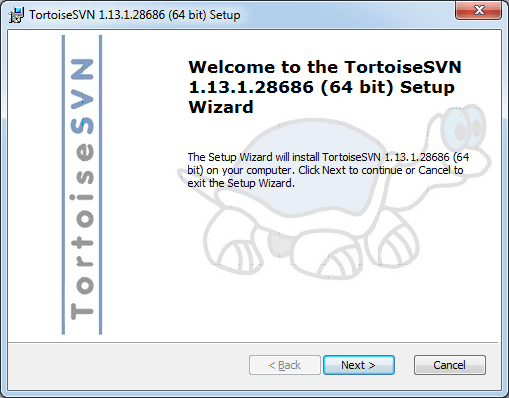 TortoiseSVN 1.13.1.28686 (64 bit) Setup
TortoiseSVN
Welcome to the TortoiseSVN
1.13.1.28686 (64 bit) Setup
Wizard
The Setup Wizard will install TortoiseSVN 1.13.1.28686 (64
bit) on your computer. Click Next to continue or Cancel to
exit the Setup Wizard.
< Back
Next >
Cancel